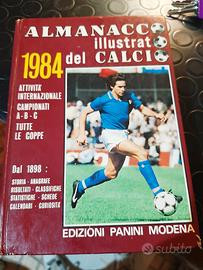 ALMANACCO
illustrato
1984 del CALCIO
ATTIVITÀ
INTERNAZIONALE
CAMPIONATI
A-B-C
TUTTE
LE COPPE
Dal 1898:
STORIA - ANAGRAFE
RISULTATI - CLASSIFICHE
STATISTICHE - SCHEDE
CALENDARI - CURIOSITÀ
EDIZIONI PANINI MODENA
subito